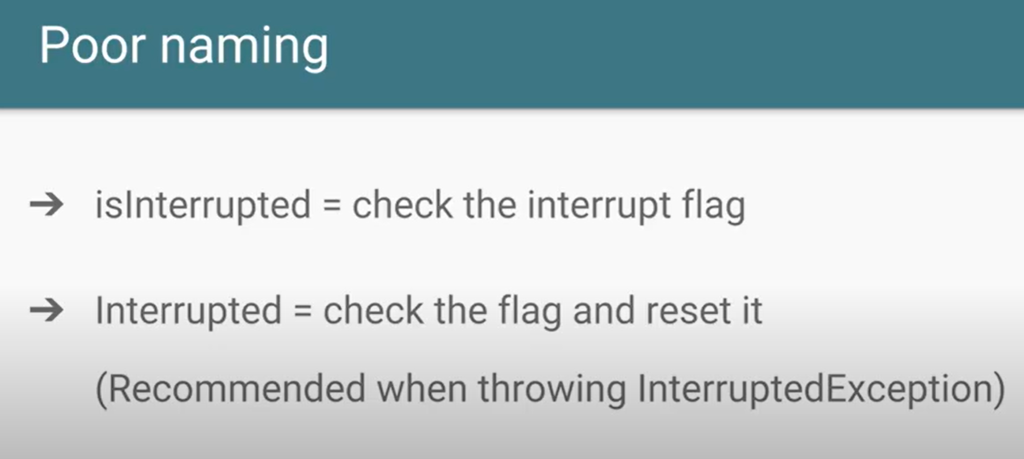 Poor naming
➔ isInterrupted = check the interrupt flag
➔ Interrupted = check the flag and reset it
(Recommended when throwing InterruptedException)